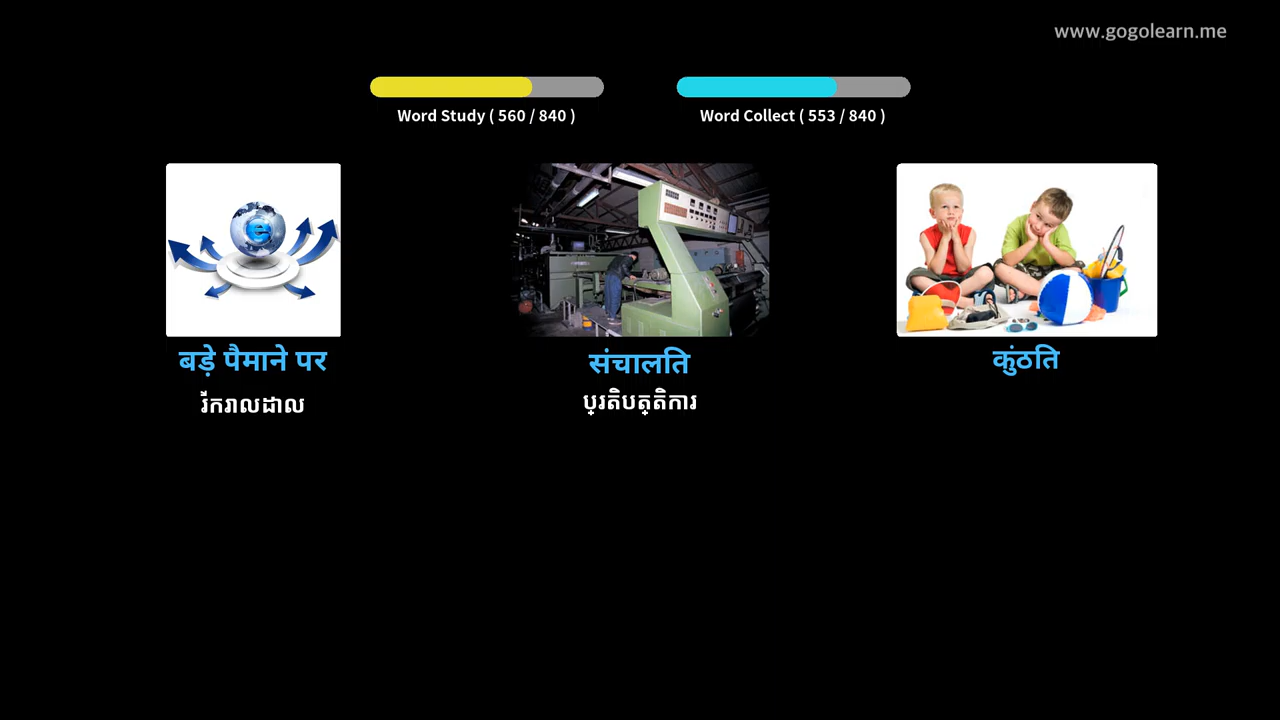 www.gogolearn.me
Word Study ( 560 / 840 )
Word Collect ( 553 / 840 )
बड़े पैमाने पर
រីករាលដាល
संचालति
ប្រតិបត្តិការ
कुंठति